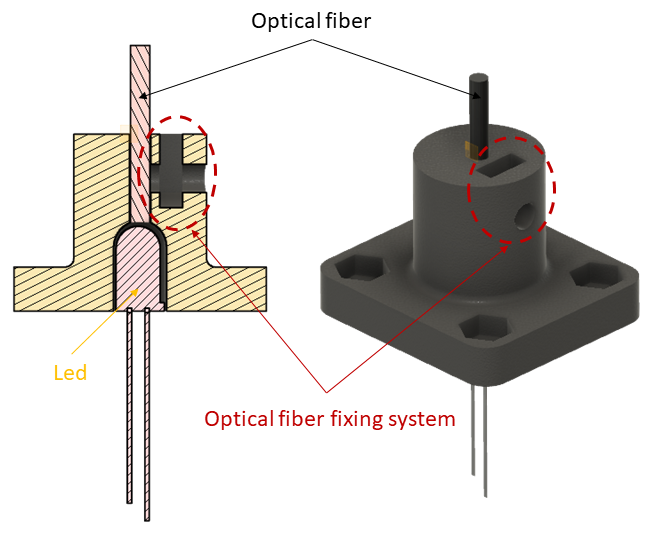 Optical fiber
Led
Optical fiber fixing system